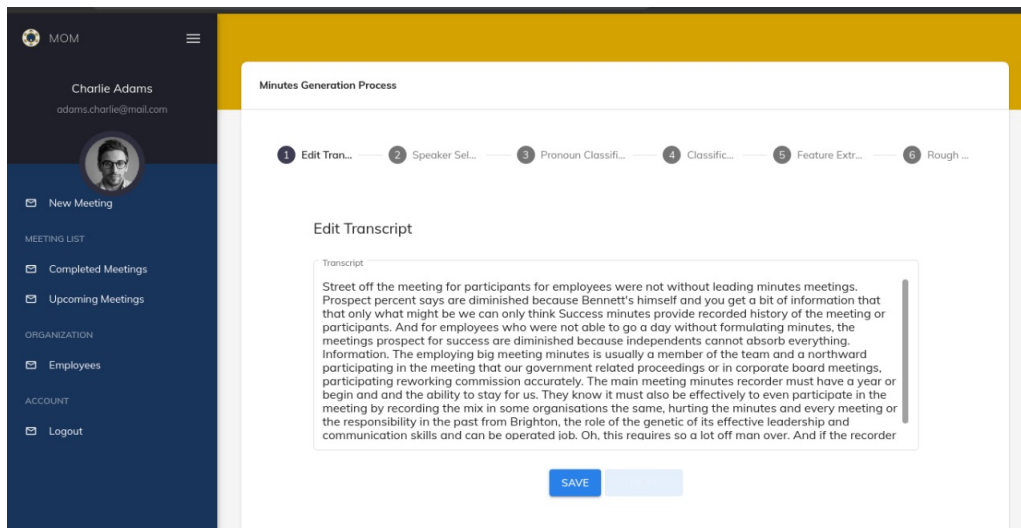 MOM
Charlie Adams
adams.charlie@mail.com
New Meeting
MEETING LIST
Completed Meetings
Upcoming Meetings
ORGANIZATION
Employees
ACCOUNT
Logout
Minutes Generation Process
1 Edit Tran... 2 Speaker Sel... 3 Pronoun Classifi... 4 Classific... 5 Feature Extr... 6 Rough ...
Edit Transcript
Transcript
Street off the meeting for participants for employees were not without leading minutes meetings.
Prospect percent says are diminished because Bennett's himself and you get a bit of information that
that only what might be we can only think Success minutes provide recorded history of the meeting or
participants. And for employees who were not able to go a day without formulating minutes, the
meetings prospect for success are diminished because independents cannot absorb everything.
Information. The employing big meeting minutes is usually a member of the team and a northward
participating in the meeting that our government related proceedings or in corporate board meetings,
participating reworking commission accurately. The main meeting minutes recorder must have a year or
begin and and the ability to stay for us. They know it must also be effectively to even participate in the
meeting by recording the mix in some organisations the same, hurting the minutes and every meeting or
the responsibility in the past from Brighton, the role of the genetic of its effective leadership and
communication skills and can be operated job. Oh, this requires so a lot off man over. And if the recorder
SAVE